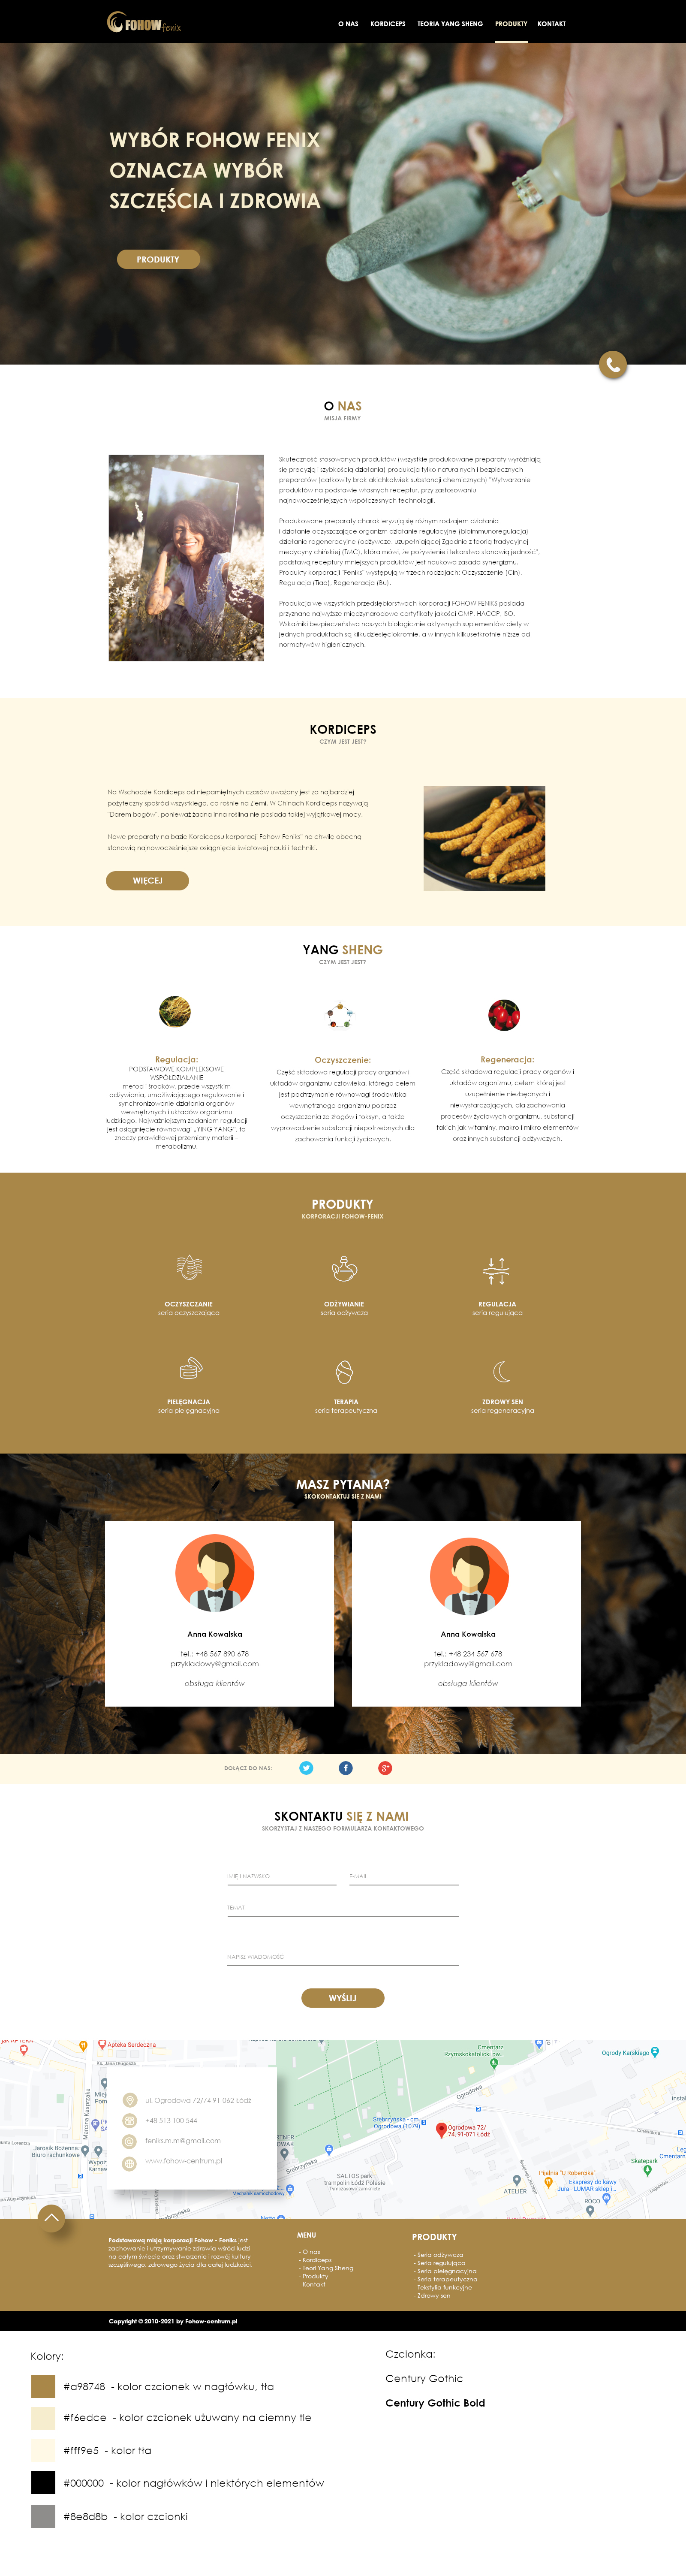 FOHOW fenix
O NAS KORDICEPS TEORIA YANG SHENG PRODUKTY KONTAKT
WYBÓR FOHOW FENIX
OZNACZA WYBÓR
SZCZĘŚCIA I ZDROWIA
PRODUKTY
O NAS
MISJA FIRMY
Skuteczność stosowanych produktów (wszystkie produkowane preparaty wyróżniają
się precyzją i szybkością działania) produkcja tylko naturalnych i bezpiecznych
preparatów (całkowity brak akichkolwiek substancji chemicznych) "Wytwarzanie
produktów na podstawie własnych receptur, przy zastosowaniu
najnowocześniejszych współczesnych technologii.
Produkowane preparaty charakteryzują się różnym rodzajem działania
i działanie oczyszczające organizm działanie regulacyjne (bioimmunoregulacja)
działanie regeneracyjne (odżywcze, uzupełniające) Zgodnie z teorią tradycyjnej
medycyny chińskiej (TMC), która mówi, że pożywienie i lekarstwo stanowią jedność",
podstawą receptury mniejszych produktów jest naukowa zasada synergizmu.
Produkty korporacji "Feniks" występują w trzech rodzajach: Oczyszczenie (Cin),
Regulacja (Tiao), Regeneracja (Bu).
Produkcja we wszystkich przedsiębiorstwach korporacji FOHOW FENIKS posiada
przyznane najwyższe międzynarodowe certyfikaty jakości GMP, HACCP, ISO.
Wskaźniki bezpieczeństwa naszych biologicznie aktywnych suplementów diety w
jednych produktach są kilkudziesięciokrotnie, a w innych kilkusetkrotnie niższe od
normatywów higienicznych.
KORDICEPS
CZYM JEST JEST?
Na Wschodzie Kordiceps od niepamiętnych czasów uważany jest za najbardziej
pożyteczny spośród wszystkiego, co rośnie na Ziemi. W Chinach Kordiceps nazywają
"Darem bogów", ponieważ żadna inna roślina nie posiada takiej wyjątkowej mocy.
Nowe preparaty na bazie Kordicepsu korporacji Fohow-Feniks" na chwilę obecną
stanowią najnowocześniejsze osiągnięcie światowej nauki i techniki.
WIĘCEJ
YANG SHENG
CZYM JEST JEST?
Regulacja:
PODSTAWOWE KOMPLEKSOWE
WSPÓŁDZIAŁANIE
metod i środków, przede wszystkim
odżywiania, umożliwiającego regulowanie i
synchronizowanie działania organów
wewnętrznych i układów organizmu
ludzkiego. Najważniejszym zadaniem regulacji
jest osiągnięcie równowagi „YING YANG", to
znaczy prawidłowej przemiany materii –
metabolizmu.
Oczyszczenie:
Część składowa regulacji pracy organów i
układów organizmu człowieka, którego celem
jest podtrzymanie równowagi środowiska
wewnętrznego organizmu poprzez
oczyszczenia ze złogów i toksyn, a także
wyprowadzenie substancji niepotrzebnych dla
zachowania funkcji życiowych.
Regeneracja:
Część składowa regulacji pracy organów i
układów organizmu, celem której jest
uzupełnienie niezbędnych i
niewystarczających, dla zachowania
procesów życiowych organizmu, substancji
takich jak witaminy, makro i mikro elementów
oraz innych substancji odżywczych.
PRODUKTY
KORPORACJI FOHOW-FENIX
OCZYSZCZANIE
seria oczyszczająca
ODŻYWIANIE
seria odżywcza
REGULACJA
seria regulująca
PIELĘGNACJA
seria pielęgnacyjna
TERAPIA
seria terapeutyczna
ZDROWY SEN
seria regeneracyjna
MASZ PYTANIA?
SKOKONTAKTUJ SIE Z NAMI
Anna Kowalska
tel.: +48 567 890 678
przykladowy@gmail.com
obsługa klientów
Anna Kowalska
tel.: +48 234 567 678
przykladowy@gmail.com
obsługa klientów
DOŁĄCZ DO NAS:
SKONTAKTU SIĘ Z NAMI
SKORZYSTAJ Z NASZEGO FORMULARZA KONTAKTOWEGO
IMIĘ I NAZWISKO
E-MAIL
TEMAT
NAPISZ WIADOMOŚĆ
WYŚLIJ
Apteka Serdeczna
Ks. Jana Długosza
Marcina Kasprzaka
Jarosik Bożenna.
Biuro rachunkowe
ul. Ogrodowa 72/74 91-062 Łódź
+48 513 100 544
feniks.m.m@gmail.com
www.fohow-centrum.pl
Cmentarz
Rzymskokatolicki pw...
Ogrody Karskiego
Ogrodowa
Srebrzyńska - cm.
Ogrodowa (1079)
Ogrodowa 72/
74, 91-071 Łódź
Srebrzyńska
SALTOS park
trampolin Łódź Polesie
Tymczasowo zamknięte
Cmentarna
Skatepark
Pijalnia "U Robercika"
ATELIER
Ekspresy do kawy
Jura - LUMAR sklep i...
ROCO
Mechanik samochodowy
Podstawową misją korporacji Fohow - Feniks jest
zachowanie i utrzymywanie zdrowia wśród ludzi
na całym świecie oraz stworzenie i rozwój kultury
szczęśliwego, zdrowego życia dla całej ludzkości.
MENU
- O nas
- Kordiceps
- Teori Yang Sheng
- Produkty
- Kontakt
PRODUKTY
- Seria odżywcza
- Seria regulująca
- Seria pielęgnacyjna
- Seria terapeutyczna
- Tekstylia funkcyjne
- Zdrowy sen
Copyright © 2010-2021 by Fohow-centrum.pl
Kolory:
#a98748 - kolor czcionek w nagłówku, tła
#f6edce - kolor czcionek użuwany na ciemny tle
#fff9e5 - kolor tła
#000000 - kolor nagłówków i niektórych elementów
#8e8d8b - kolor czcionki
Czcionka:
Century Gothic
Century Gothic Bold